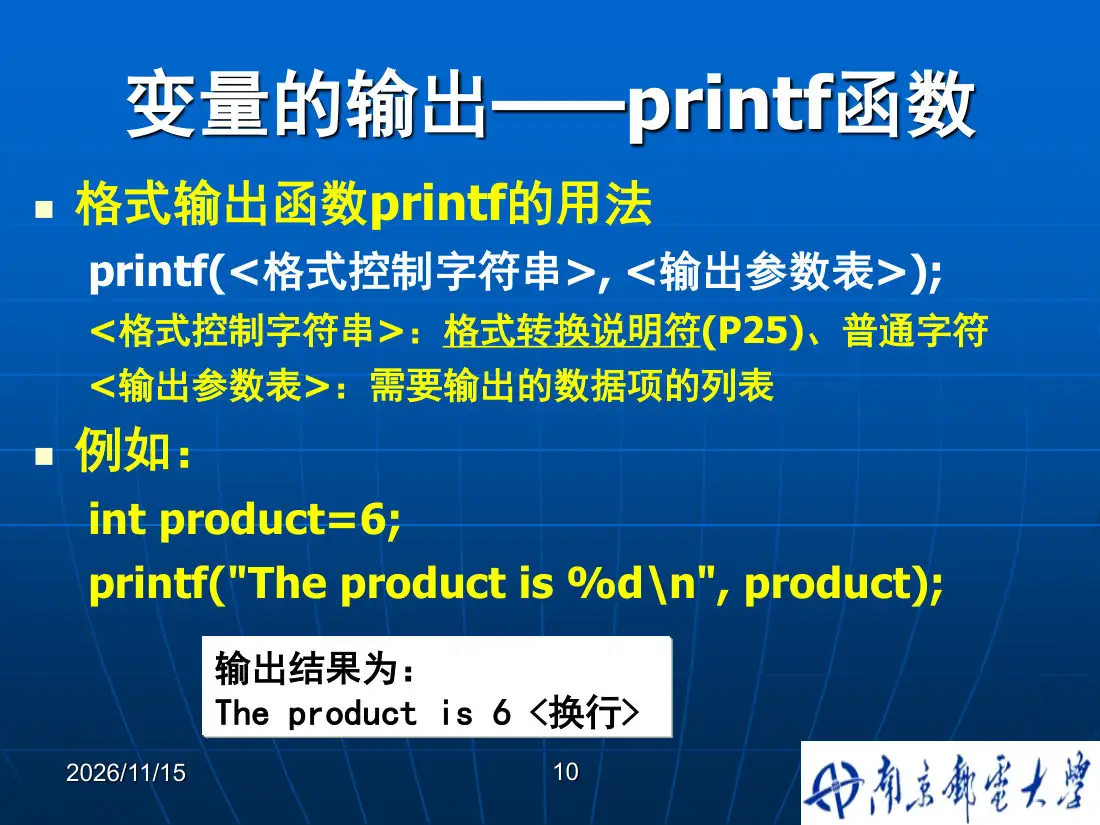 变量的输出——printf函数
格式输出函数printf的用法
printf(<格式控制字符串>, <输出参数表>);
<格式控制字符串>：格式转换说明符(P25)、普通字符
<输出参数表>：需要输出的数据项的列表
例如：
int product=6;
printf("The product is %d\n", product);
输出结果为：
The product is 6 <换行>
2026/11/15
10
南京郵電大學